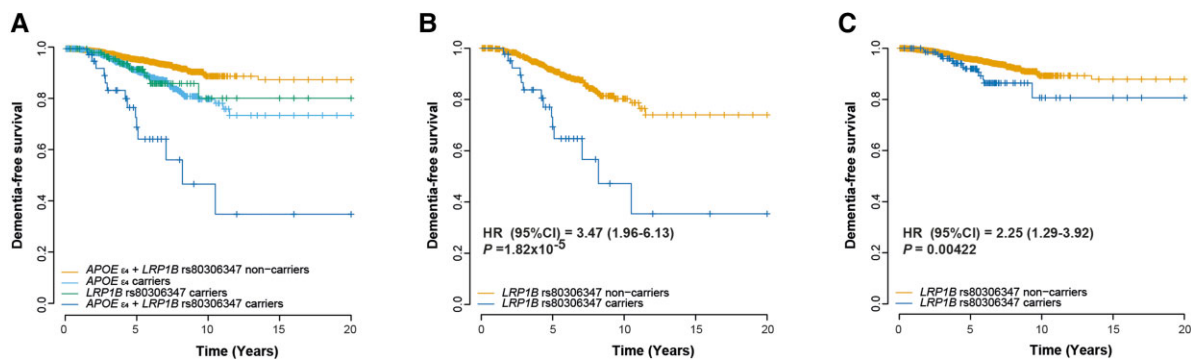 A
Dementia-free survival
1.0
0.8
0.6
0.4
0.2
0.0
APOE ε4 + LRP1B rs80306347 non−carriers
APOE ε4 carriers
LRP1B rs80306347 carriers
APOE ε4 + LRP1B rs80306347 carriers
0 5 10 15 20
Time (Years)
B
Dementia-free survival
1.0
0.8
0.6
0.4
0.2
0.0
HR (95%CI) = 3.47 (1.96-6.13)
P =1.82x10-5
LRP1B rs80306347 non−carriers
LRP1B rs80306347 carriers
0 5 10 15 20
Time (Years)
C
Dementia-free survival
1.0
0.8
0.6
0.4
0.2
0.0
HR (95%CI) = 2.25 (1.29-3.92)
P = 0.00422
LRP1B rs80306347 non−carriers
LRP1B rs80306347 carriers
0 5 10 15 20
Time (Years)